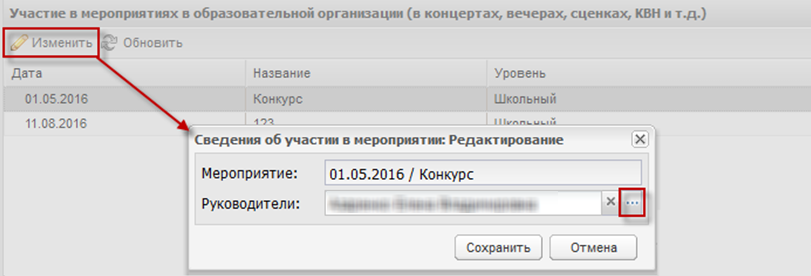 Участие в мероприятиях в образовательной организации (в концертах, вечерах, сценках, КВН и т.д.)
Изменить Обновить
Дата Название Уровень
01.05.2016 Конкурс Школьный
11.08.2016 123 Школьный
Сведения об участии в мероприятии: Редактирование
Мероприятие: 01.05.2016 / Конкурс
Руководители:
Сохранить Отмена